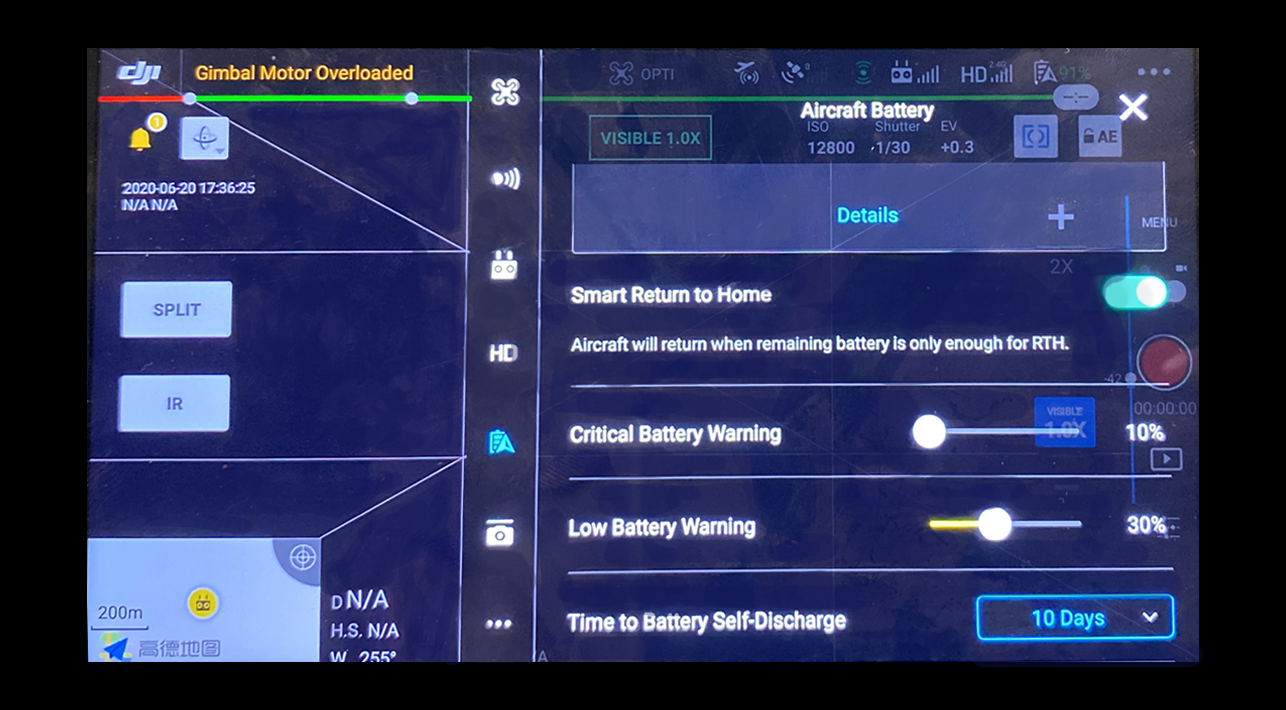 dji Gimbal Motor Overloaded
OPTI
HD 2.4G
91%
Aircraft Battery
1
VISIBLE 1.0X
ISO Shutter EV
12800 1/30 +0.3
AE
2020-06-20 17:36:25
N/A N/A
Details
MENU
2X
SPLIT
Smart Return to Home
Aircraft will return when remaining battery is only enough for RTH.
HD
-42
IR
00:00:00
VISIBLE
1.0X
Critical Battery Warning 10%
Low Battery Warning 30%
200m
高德地图
D N/A
H.S. N/A
W 255°
Time to Battery Self-Discharge 10 Days
A